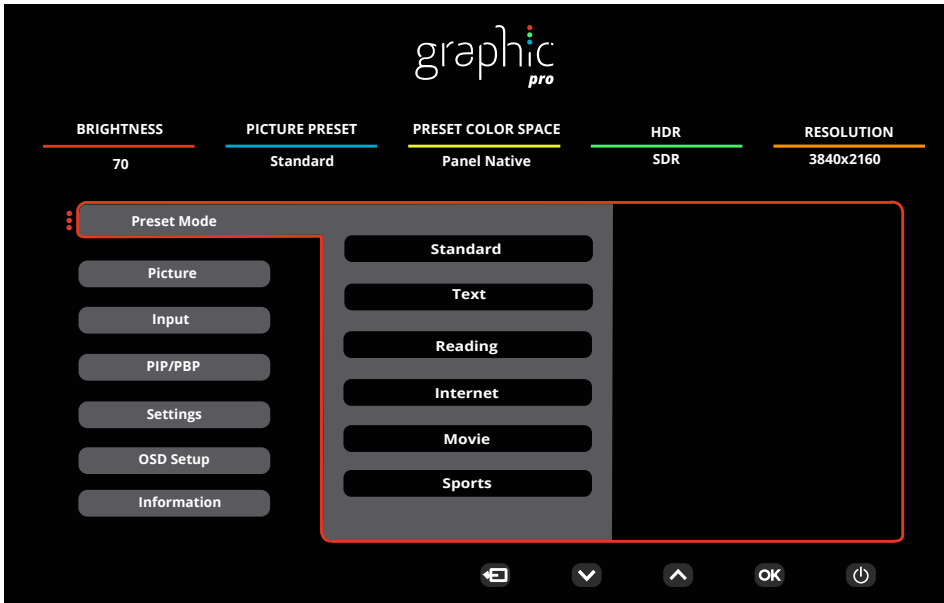 graphic
pro
BRIGHTNESS
PICTURE PRESET
PRESET COLOR SPACE
HDR
RESOLUTION
70
Standard
Panel Native
SDR
3840x2160
Preset Mode
Picture
Input
PIP/PBP
Settings
OSD Setup
Information
Standard
Text
Reading
Internet
Movie
Sports
OK